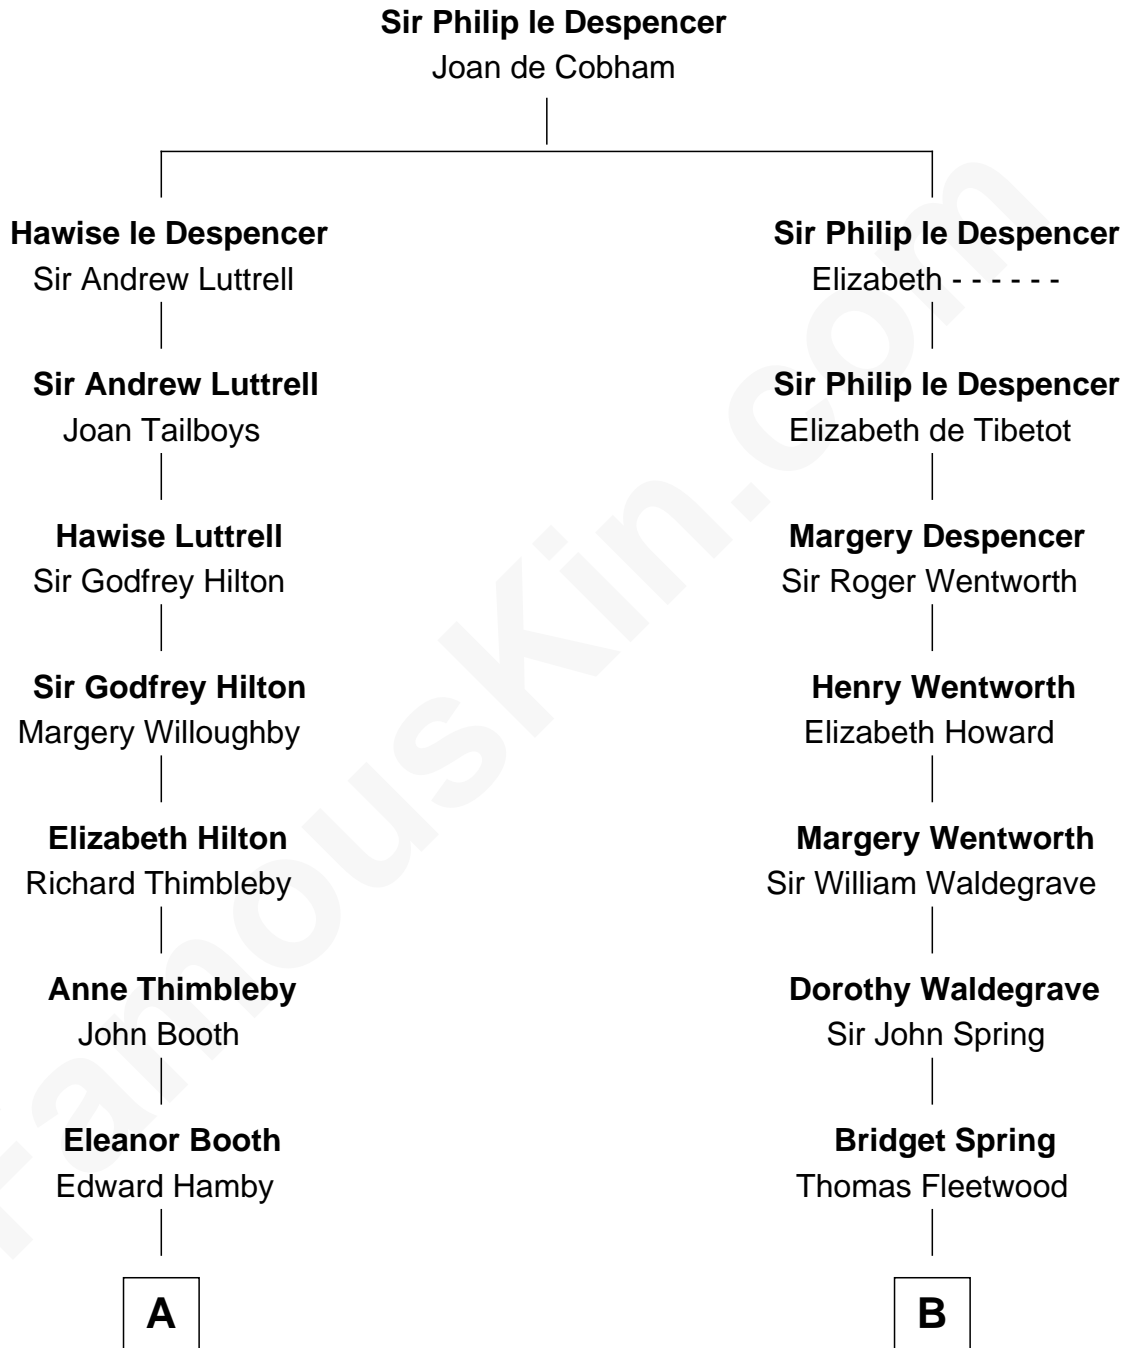 Sir Philip le Despencer
Joan de Cobham
Hawise le Despencer
Sir Andrew Luttrell
Sir Philip le Despencer
Elizabeth - - - - - -
Sir Andrew Luttrell
Joan Tailboys
Sir Philip le Despencer
Elizabeth de Tibetot
Hawise Luttrell
Sir Godfrey Hilton
Margery Despencer
Sir Roger Wentworth
Sir Godfrey Hilton
Margery Willoughby
Henry Wentworth
Elizabeth Howard
Elizabeth Hilton
Richard Thimbleby
Margery Wentworth
Sir William Waldegrave
Anne Thimbleby
John Booth
Dorothy Waldegrave
Sir John Spring
Eleanor Booth
Edward Hamby
Bridget Spring
Thomas Fleetwood
A
B
FamousKin.com